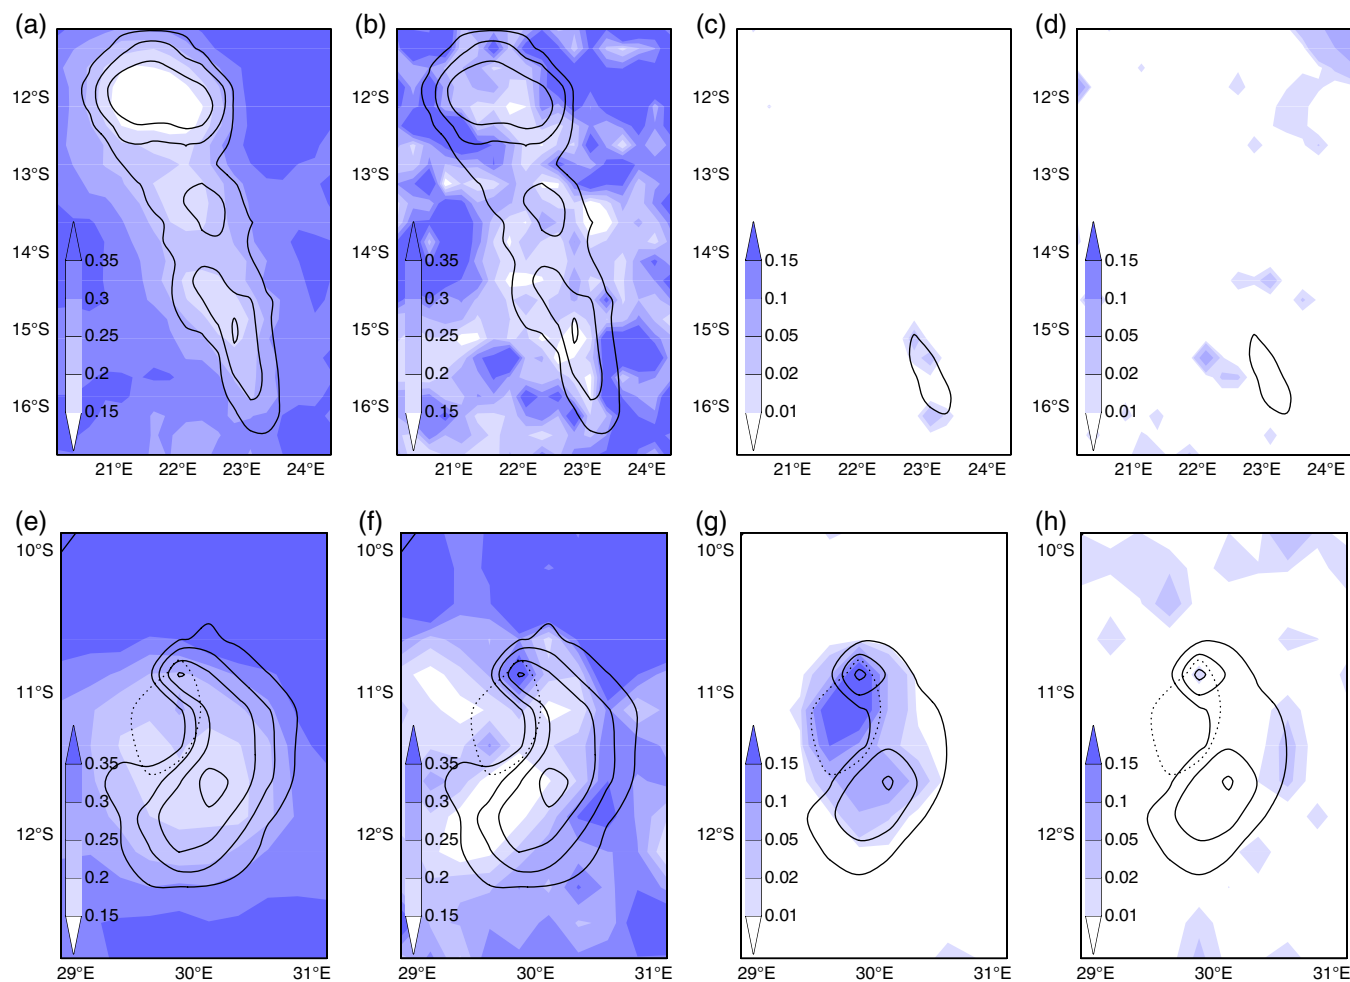 (a) (b) (c) (d)
12°S 12°S 12°S 12°S
13°S 13°S 13°S 13°S
14°S 14°S 14°S 14°S
0.35 0.35 0.15 0.15
0.3 0.3 0.1 0.1
15°S 15°S 15°S 15°S
0.25 0.25 0.05 0.05
0.2 0.2 0.02 0.02
16°S 16°S 16°S 16°S
0.15 0.15 0.01 0.01
21°E 22°E 23°E 24°E 21°E 22°E 23°E 24°E 21°E 22°E 23°E 24°E 21°E 22°E 23°E 24°E
(e) (f) (g) (h)
10°S 10°S 10°S 10°S
11°S 11°S 11°S 11°S
0.35 0.35 0.15 0.15
0.3 0.3 0.1 0.1
12°S 12°S 12°S 12°S
0.25 0.25 0.05 0.05
0.2 0.2 0.02 0.02
0.15 0.15 0.01 0.01
29°E 30°E 31°E 29°E 30°E 31°E 29°E 30°E 31°E 29°E 30°E 31°E